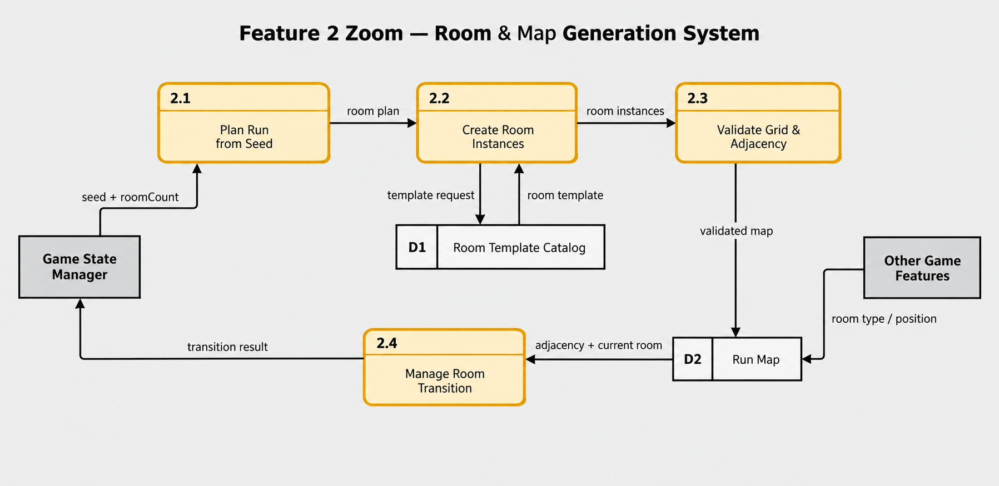 Feature 2 Zoom — Room & Map Generation System
2.1
Plan Run
from Seed
room plan
2.2
Create Room
Instances
room instances
2.3
Validate Grid &
Adjacency
seed + roomCount
template request
room template
validated map
D1
Room Template Catalog
Game State
Manager
Other Game
Features
room type / position
transition result
2.4
Manage Room
Transition
adjacency + current room
D2
Run Map